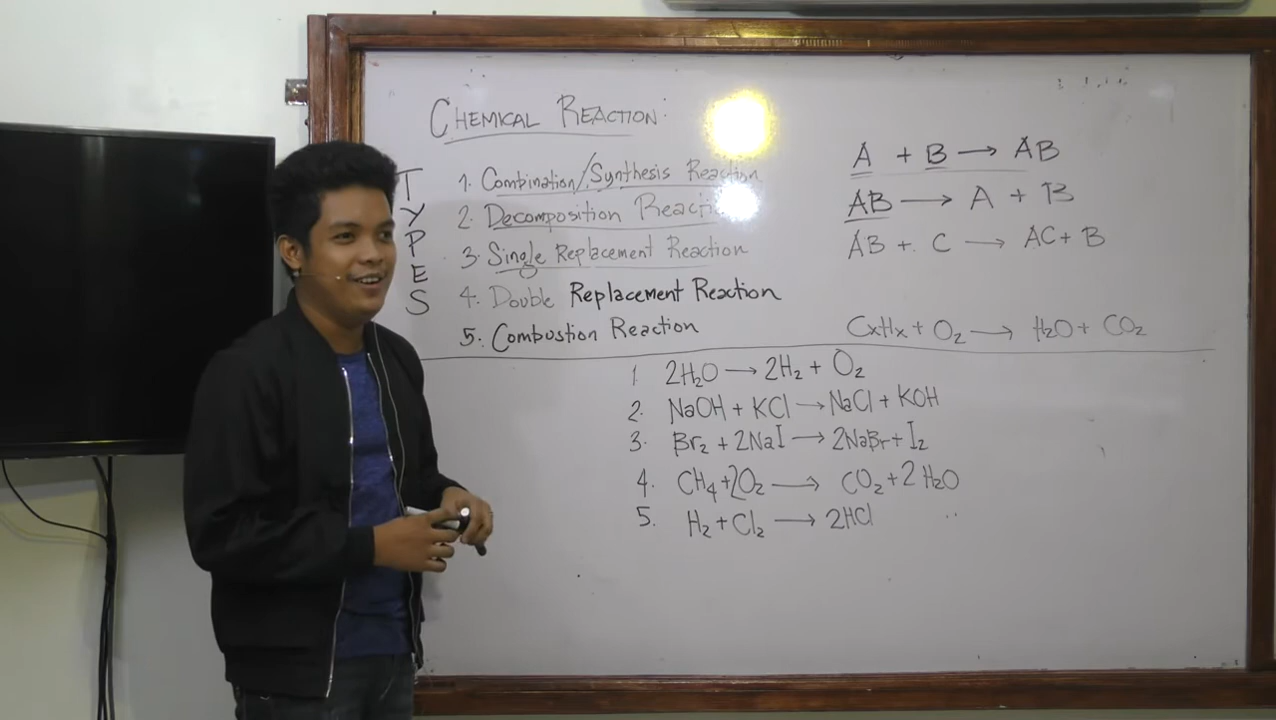 CHEMICAL REACTION:
TYPES
1. Combination/Synthesis Reaction
A + B → AB
2. Decomposition Reacti
AB → A + B
3. Single Replacement Reaction
AB + C → AC + B
4. Double Replacement Reaction
5. Combustion Reaction
CxHx + O₂ → H₂O + CO₂
1. 2H₂O → 2H₂ + O₂
2. NaOH + KCl → NaCl + KOH
3. Br₂ + 2NaI → 2NaBr + I₂
4. CH₄ + 2O₂ → CO₂ + 2H₂O
5. H₂ + Cl₂ → 2HCl